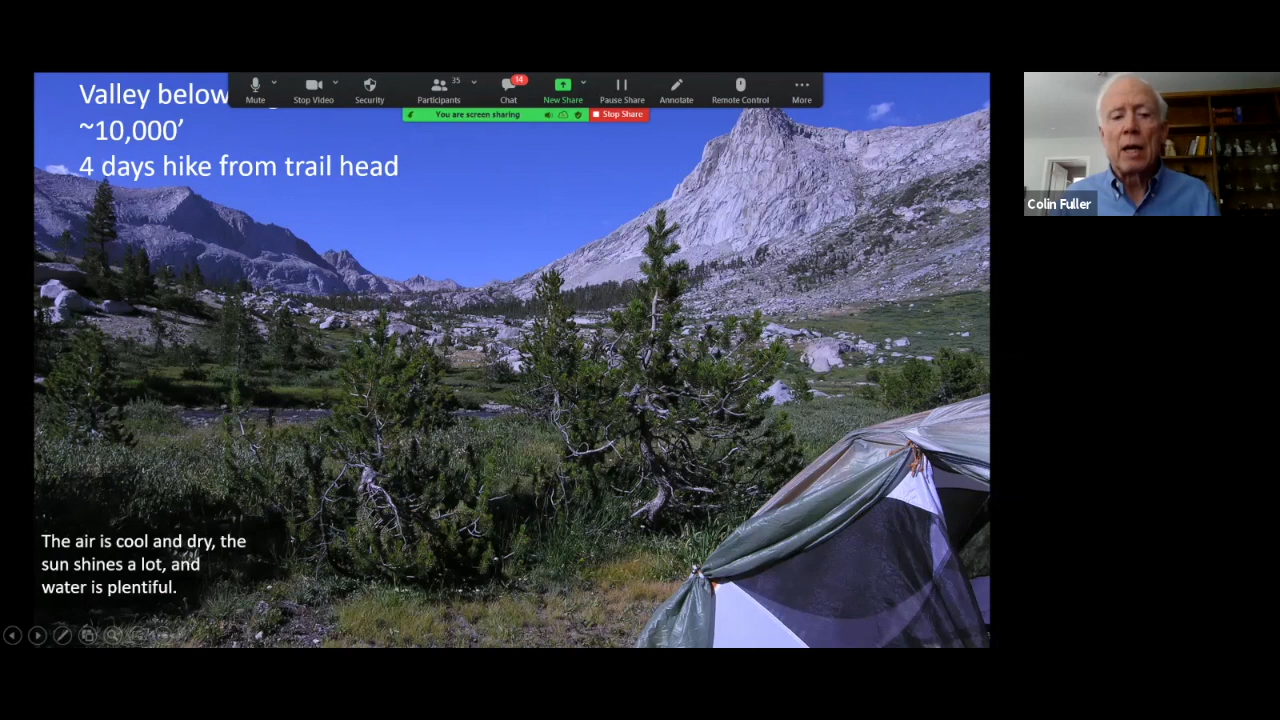 Valley below
~10,000’
4 days hike from trail head
35
14
Mute
Stop Video
Security
Participants
Chat
New Share
Pause Share
Annotate
Remote Control
More
You are screen sharing
Stop Share
Colin Fuller
The air is cool and dry, the
sun shines a lot, and
water is plentiful.